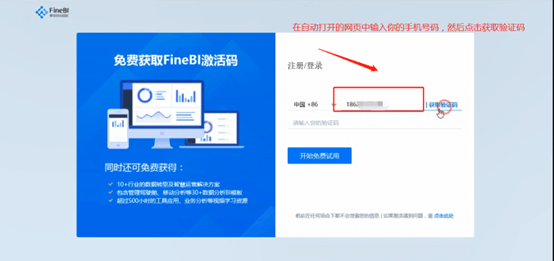 FineBI
在自动打开的网页中输入你的手机号码，然后点击获取验证码
免费获取FineBI激活码
同时还可免费获得：
10+行业的数据转型及智慧运营解决方案
包含管理驾驶舱、移动分析等30+数据分析模板
超过500小时的工具应用、业务分析等视频学习资源
注册/登录
中国 +86 186 获取验证码
请输入您的验证码
开始免费试用
点击此处